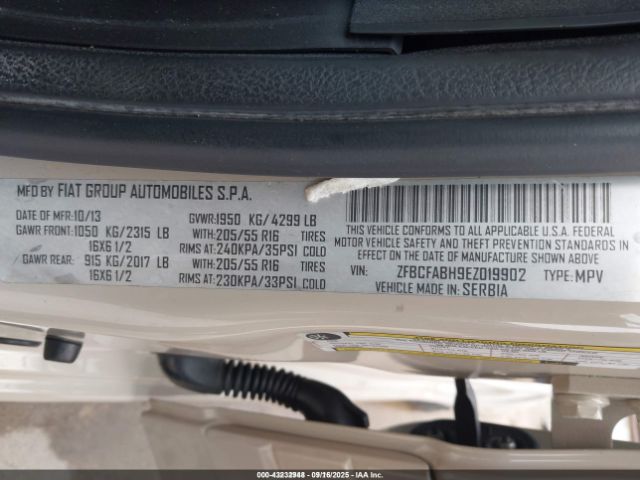 MFD BY FIAT GROUP AUTOMOBILES S.P.A.
DATE OF MFR:10/13 GVWR:1950 KG/4299 LB
GAWR FRONT:1050 KG/2315 LB WITH:205/55 R16 TIRES
16X6 1/2 RIMS AT:240KPA/35PSI COLD
GAWR REAR: 915 KG/2017 LB WITH:205/55 R16 TIRES
16X6 1/2 RIMS AT:230KPA/33PSI COLD
THIS VEHICLE CONFORMS TO ALL APPLICABLE U.S.A. FEDERAL
MOTOR VEHICLE SAFETY, BUMPER, AND THEFT PREVENTION STANDARDS
IN EFFECT ON THE DATE OF MANUFACTURE SHOWN ABOVE
VIN: ZFBCFABH9EZ019902 TYPE: MPV
VEHICLE MADE IN: SERBIA
000-43232948 - 09/16/2025 - Copyright © IAA, LLC